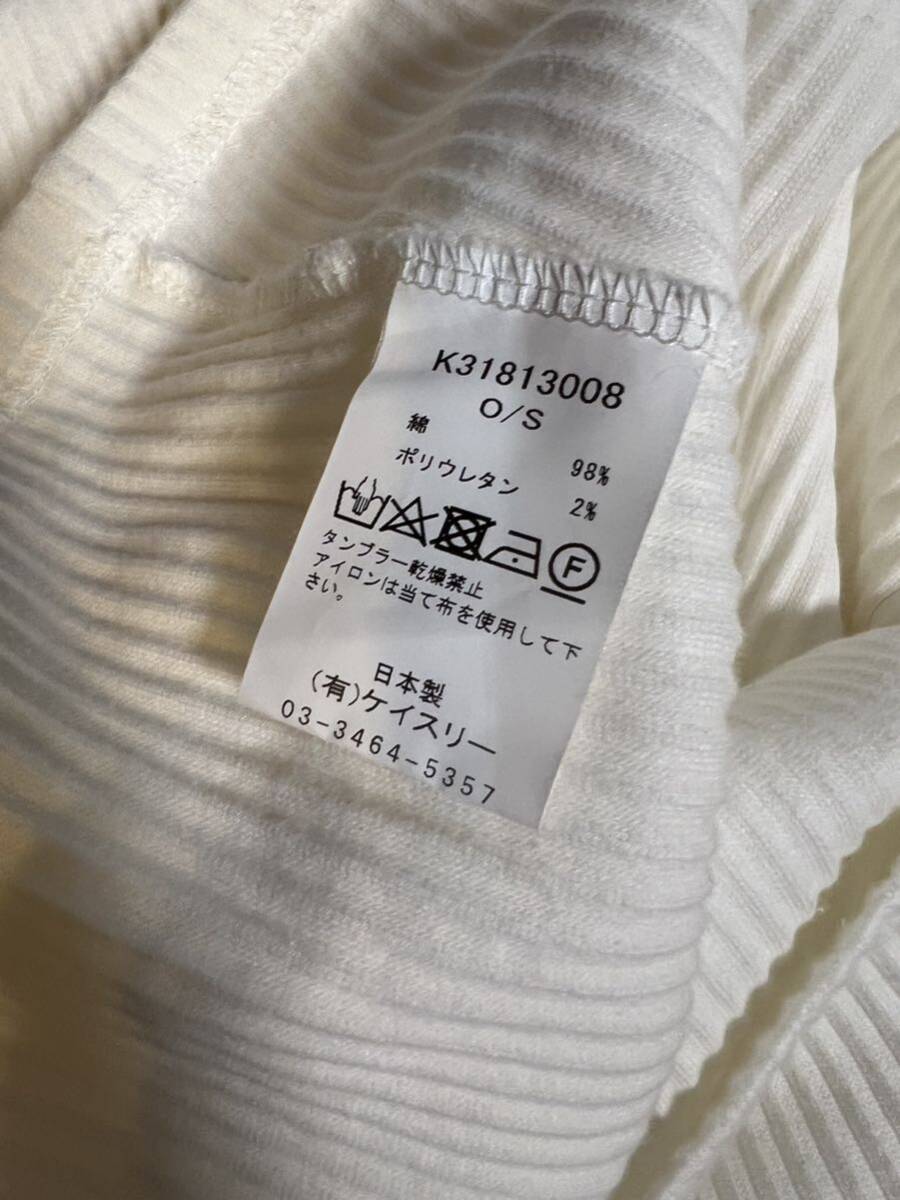 K31813008
O/S
綿 98%
ポリウレタン 2%
F
タンブラー乾燥禁止
アイロンは当て布を使用して下
さい。
日本製
(有)ケイスリー
03-3464-5357